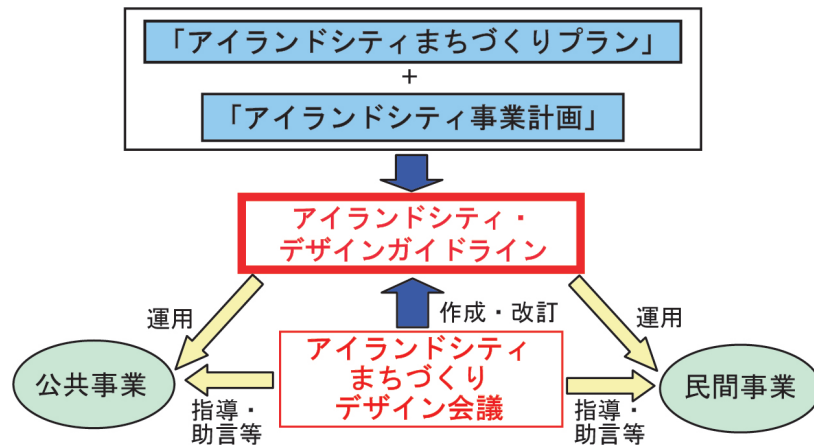 「アイランドシティまちづくりプラン」
+
「アイランドシティ事業計画」
アイランドシティ・
デザインガイドライン
運用
作成・改訂
運用
アイランドシティ
まちづくり
デザイン会議
公共事業
民間事業
指導・
助言等
指導・
助言等